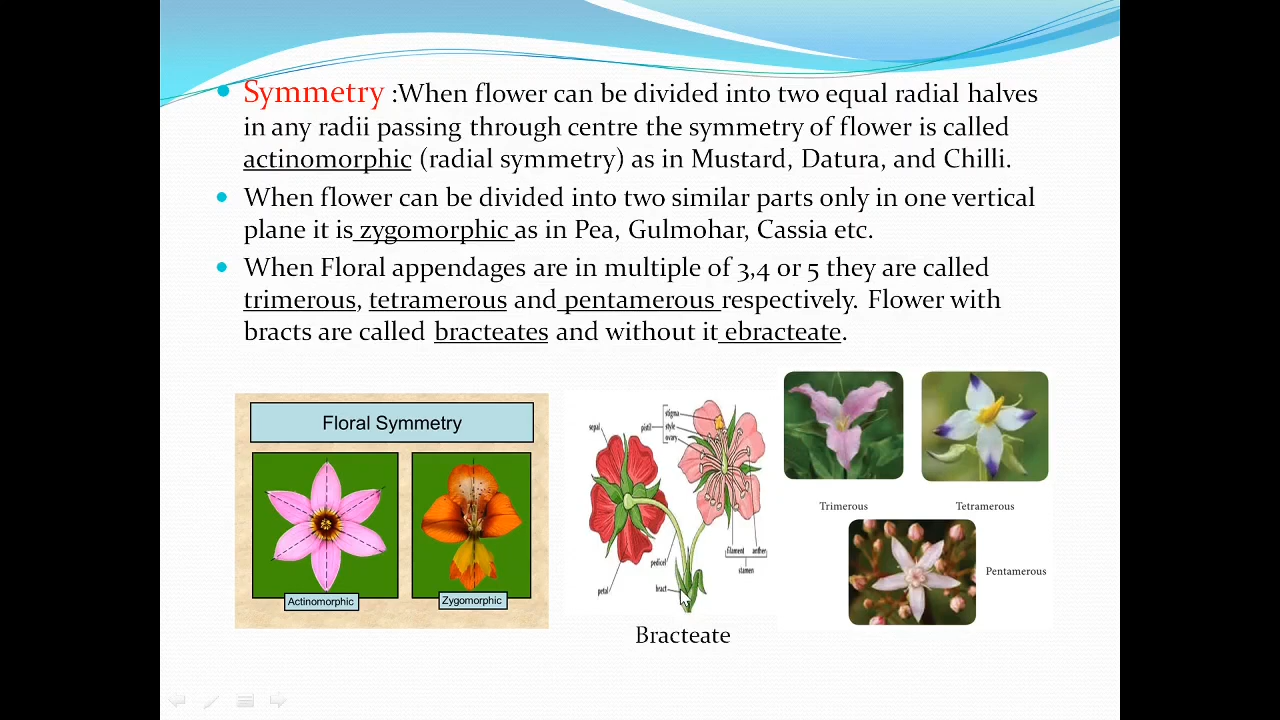 Symmetry :When flower can be divided into two equal radial halves
in any radii passing through centre the symmetry of flower is called
actinomorphic (radial symmetry) as in Mustard, Datura, and Chilli.
When flower can be divided into two similar parts only in one vertical
plane it is zygomorphic as in Pea, Gulmohar, Cassia etc.
When Floral appendages are in multiple of 3,4 or 5 they are called
trimerous, tetramerous and pentamerous respectively. Flower with
bracts are called bracteates and without it ebracteate.
Floral Symmetry
Actinomorphic
Zygomorphic
sepal
pistil
stigma
style
ovary
filament
anther
stamen
pedicel
petal
bract
Bracteate
Trimerous
Tetramerous
Pentamerous